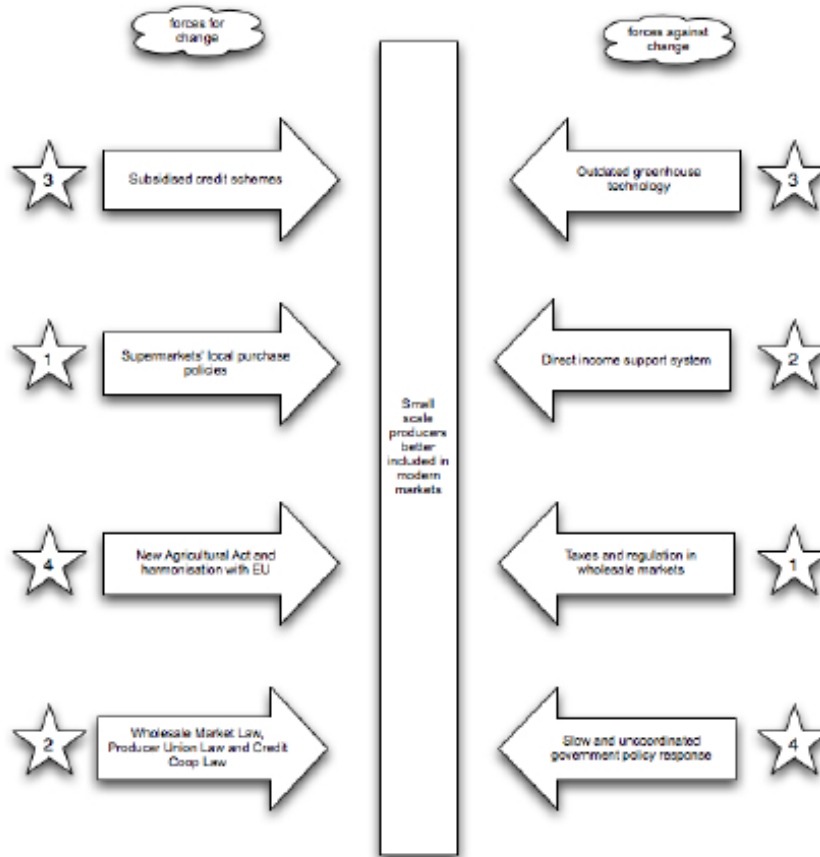 forces for
change
forces against
change
3
Subsidised credit schemes
Outdated greenhouse
technology
3
1
Supermarkets' local purchase
policies
Direct income support system
2
Small
scale
producers
better
included in
modern
markets
4
New Agricultural Act and
harmonisation with EU
Taxes and regulation in
wholesale markets
1
2
Wholesale Market Law,
Producer Union Law and Credit
Coop Law
Slow and uncoordinated
government policy response
4